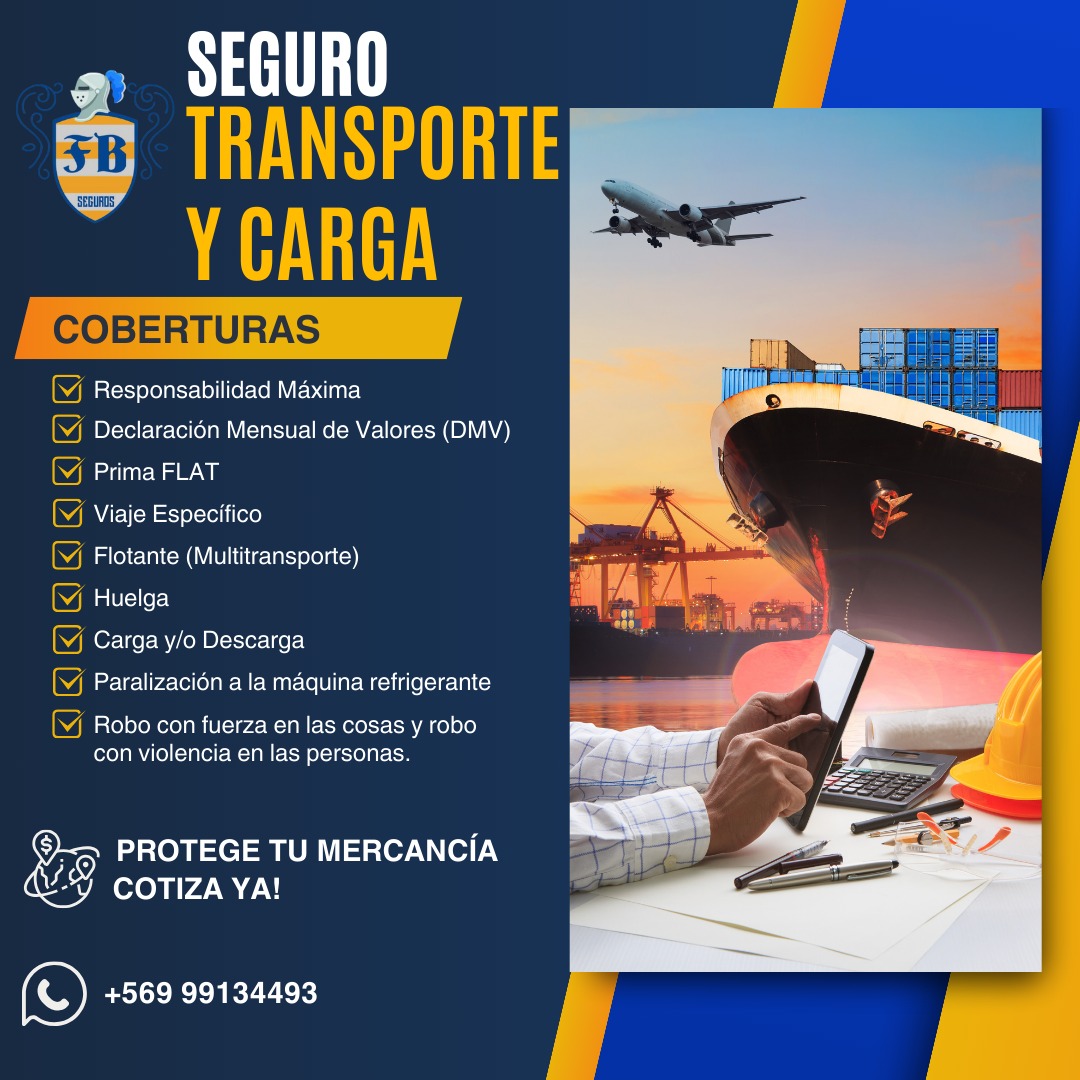 SEGURO
TRANSPORTE
Y CARGA
FB
SEGUROS
COBERTURAS
Responsabilidad Máxima
Declaración Mensual de Valores (DMV)
Prima FLAT
Viaje Específico
Flotante (Multitransporte)
Huelga
Carga y/o Descarga
Paralización a la máquina refrigerante
Robo con fuerza en las cosas y robo
con violencia en las personas.
$
PROTEGE TU MERCANCÍA
COTIZA YA!
+569 99134493